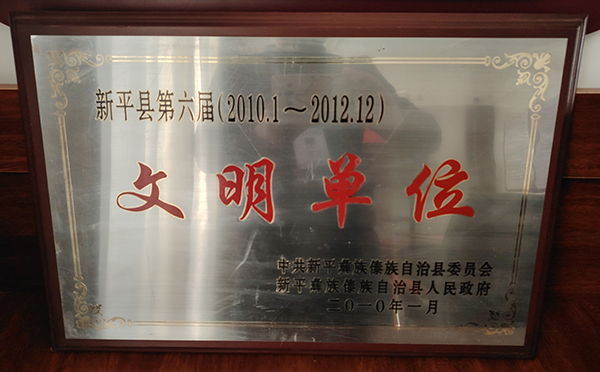 新平县第六届(2010.1～2012.12)
文明单位
中共新平彝族傣族自治县委员会
新平彝族傣族自治县人民政府
二〇一〇年一月